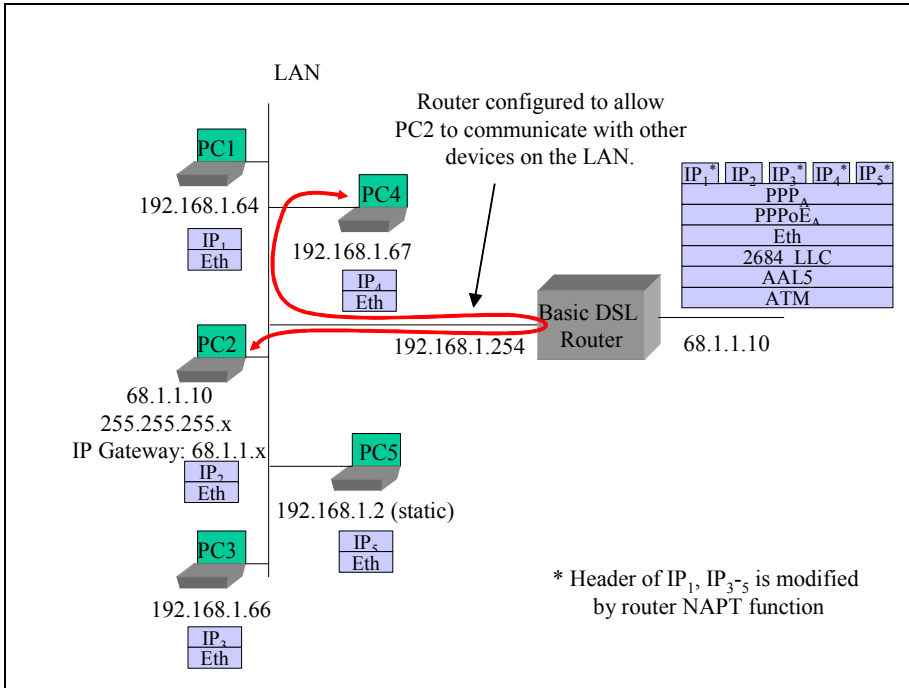 LAN
Router configured to allow
PC2 to communicate with other
devices on the LAN.
PC1
192.168.1.64
IP1
Eth
PC4
192.168.1.67
IP4
Eth
IP1* IP2 IP3* IP4* IP5*
PPPA
PPPoEA
Eth
2684 LLC
AAL5
ATM
Basic DSL
Router
192.168.1.254
68.1.1.10
PC2
68.1.1.10
255.255.255.x
IP Gateway: 68.1.1.x
IP2
Eth
PC5
192.168.1.2 (static)
IP5
Eth
PC3
192.168.1.66
IP3
Eth
* Header of IP1, IP3-5 is modified
by router NAPT function